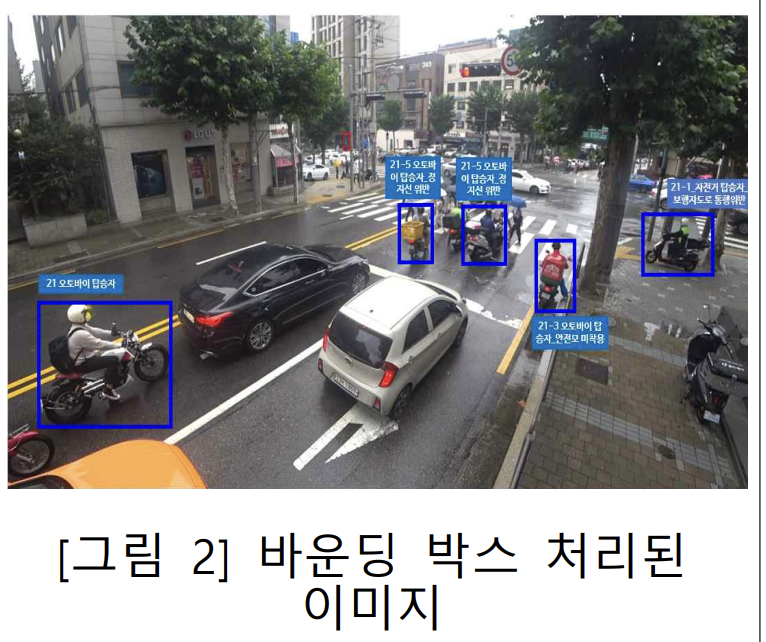 LG U+
365
5
21-5 오토바
이 탑승자_정
지선 위반
21-5 오토바
이 탑승자_정
지선 위반
21-1_자전거 탑승자_
보행자도로 통행위반
21 오토바이 탑승자
21-3 오토바이 탑
승자_안전모 미착용
[그림 2] 바운딩 박스 처리된
이미지